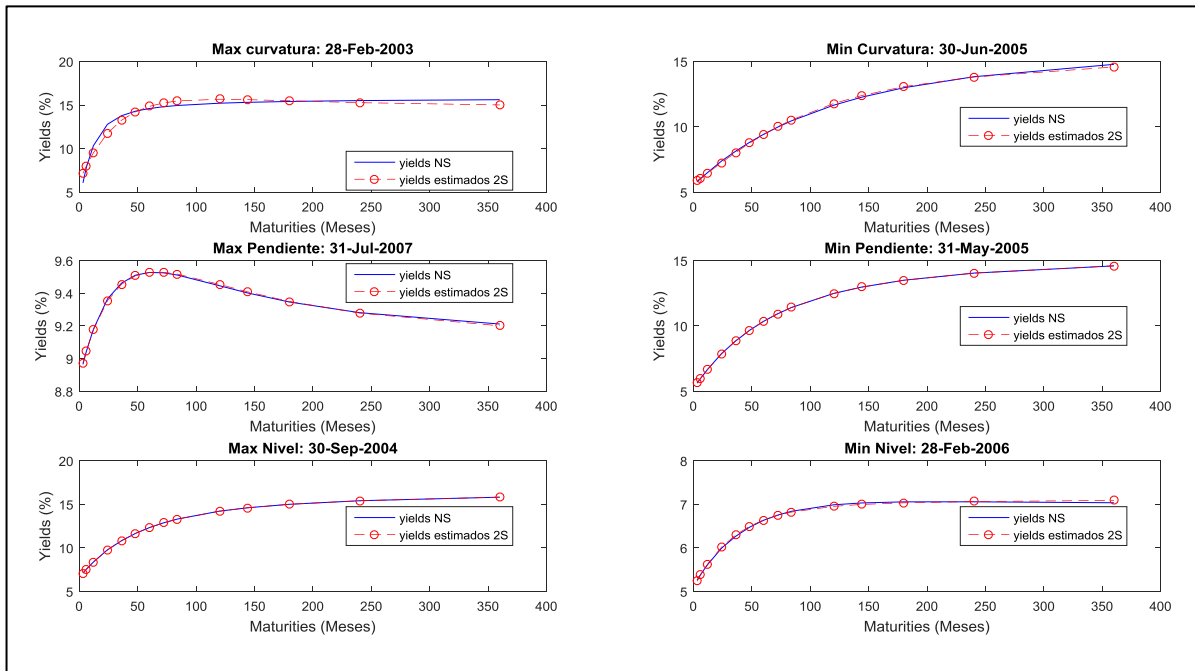 Max curvatura: 28-Feb-2003
20
15
10
5
Yields (%)
yields NS
yields estimados 2S
0 50 100 150 200 250 300 350 400
Maturities (Meses)
Min Curvatura: 30-Jun-2005
15
10
5
Yields (%)
yields NS
yields estimados 2S
0 50 100 150 200 250 300 350 400
Maturities (Meses)
Max Pendiente: 31-Jul-2007
9.6
9.4
9.2
9
8.8
Yields (%)
yields NS
yields estimados 2S
0 50 100 150 200 250 300 350 400
Maturities (Meses)
Min Pendiente: 31-May-2005
15
10
5
Yields (%)
yields NS
yields estimados 2S
0 50 100 150 200 250 300 350 400
Maturities (Meses)
Max Nivel: 30-Sep-2004
20
15
10
5
Yields (%)
yields NS
yields estimados 2S
0 50 100 150 200 250 300 350 400
Maturities (Meses)
Min Nivel: 28-Feb-2006
8
7
6
5
Yields (%)
yields NS
yields estimados 2S
0 50 100 150 200 250 300 350 400
Maturities (Meses)